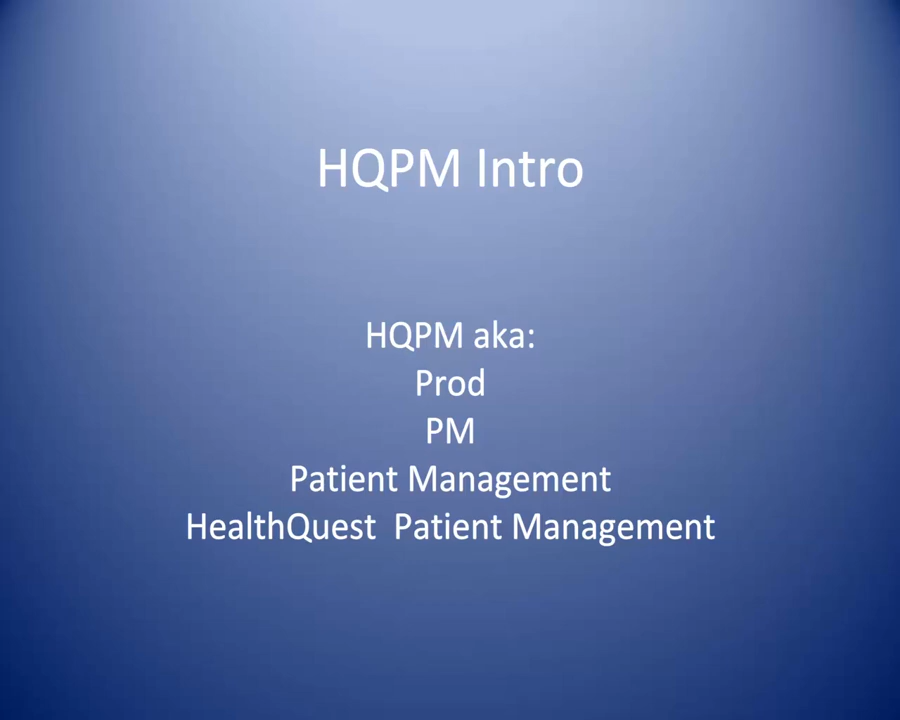 HQPM Intro
HQPM aka:
Prod
PM
Patient Management
HealthQuest  Patient Management